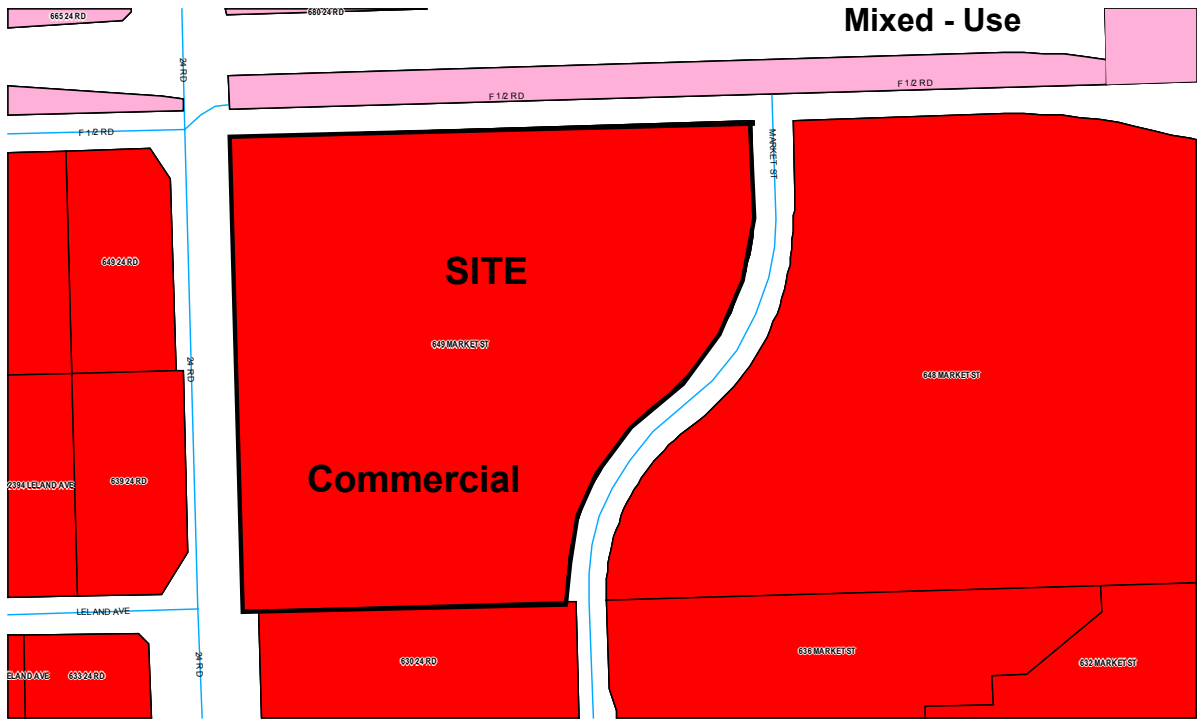 665 24 RD
680 24 RD
Mixed - Use
24 RD
F 1/2 RD
F 1/2 RD
F 1/2 RD
MARKET ST
649 24 RD
SITE
649 MARKET ST
24 RD
648 MARKET ST
2394 LELAND AVE
639 24 RD
Commercial
LELAND AVE
24 RD
630 24 RD
636 MARKET ST
632 MARKET ST
ELAND AVE
633 24 RD